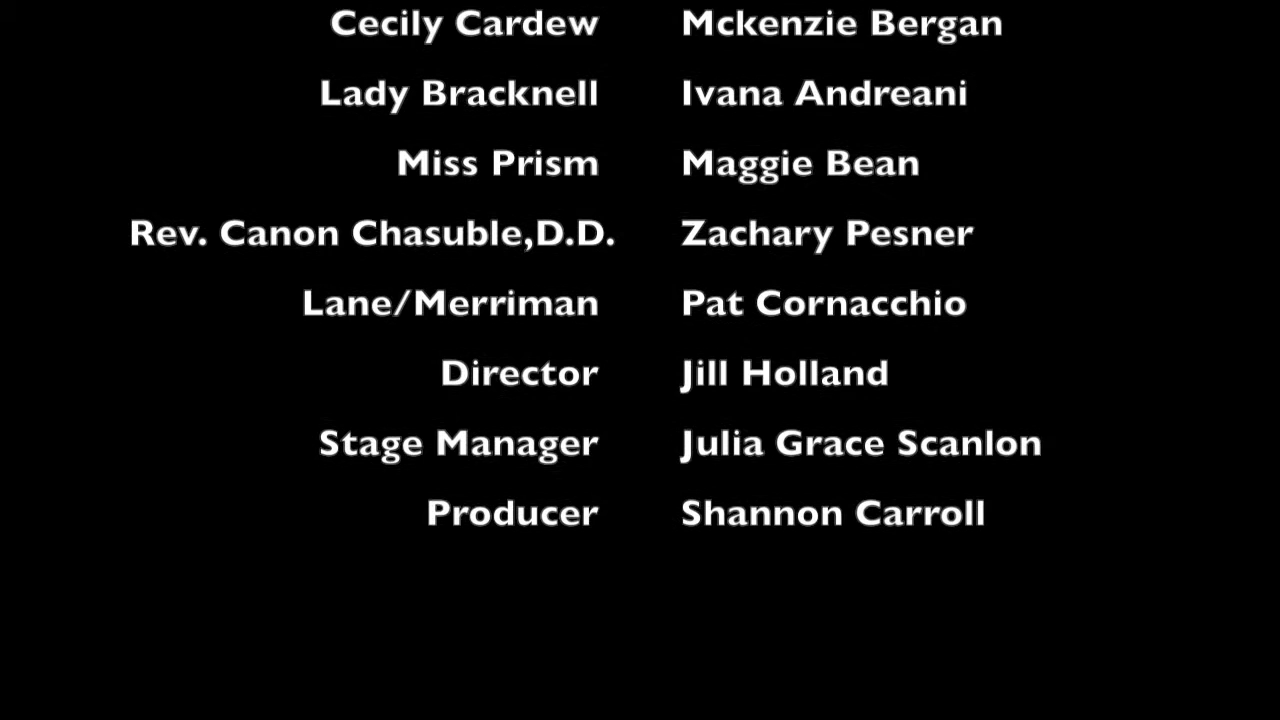 Cecily Cardew Mckenzie Bergan
Lady Bracknell Ivana Andreani
Miss Prism Maggie Bean
Rev. Canon Chasuble,D.D. Zachary Pesner
Lane/Merriman Pat Cornacchio
Director Jill Holland
Stage Manager Julia Grace Scanlon
Producer Shannon Carroll